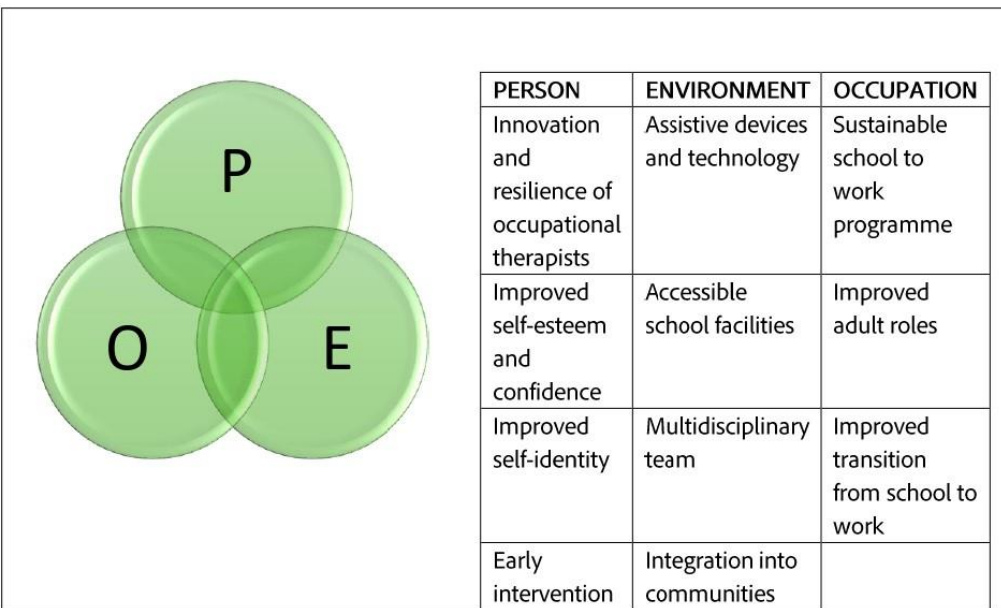 P
O
E
PERSON
ENVIRONMENT
OCCUPATION
Innovation
and
resilience of
occupational
therapists
Assistive devices
and technology
Sustainable
school to
work
programme
Improved
self-esteem
and
confidence
Accessible
school facilities
Improved
adult roles
Improved
self-identity
Multidisciplinary
team
Improved
transition
from school to
work
Early
intervention
Integration into
communities